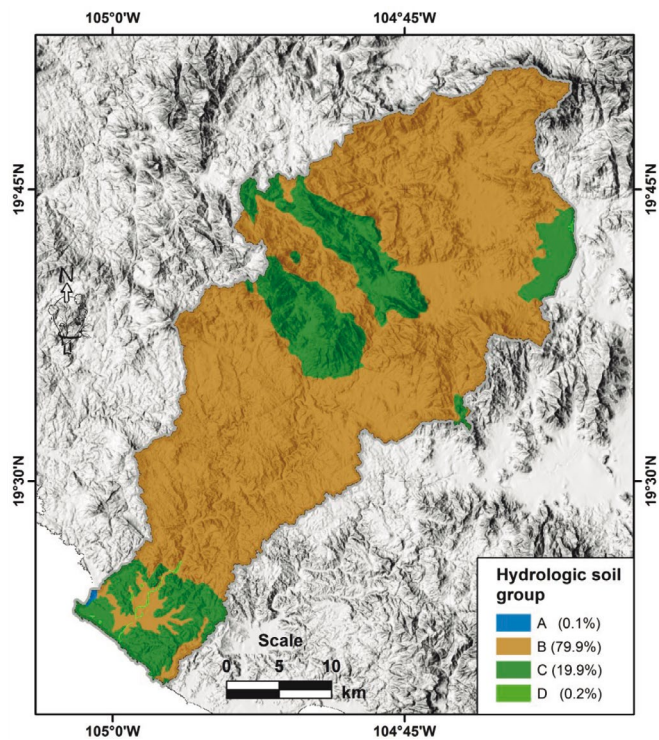 105°0'W 104°45'W
19°45'N 19°45'N
N
19°30'N 19°30'N
Hydrologic soil
group
A (0.1%)
B (79.9%)
C (19.9%)
D (0.2%)
Scale
0 5 10
km
105°0'W 104°45'W